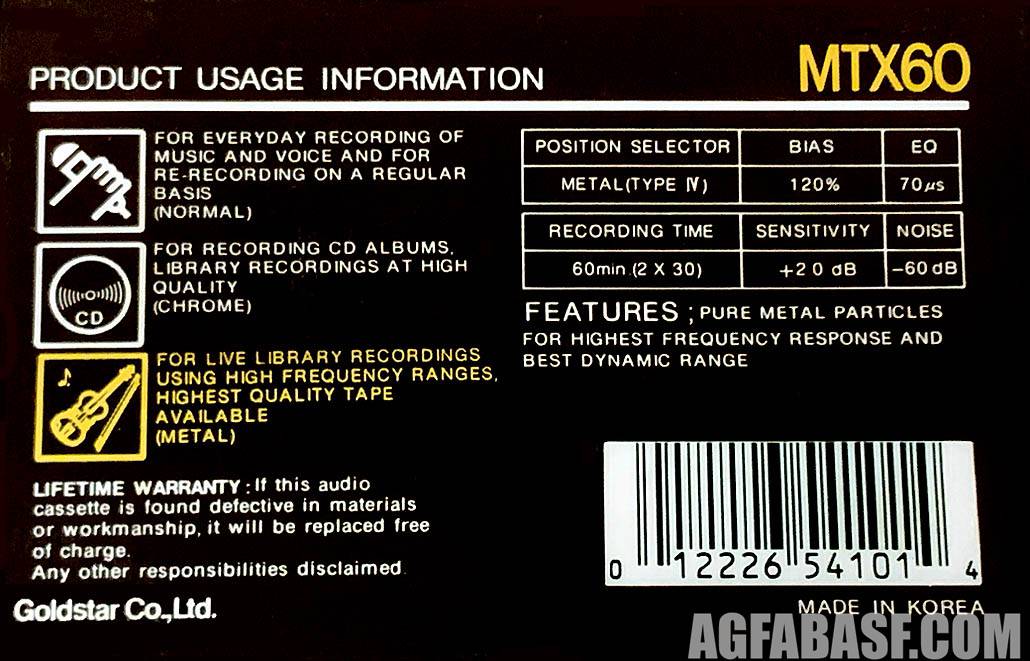 PRODUCT USAGE INFORMATION
MTX60
FOR EVERYDAY RECORDING OF
MUSIC AND VOICE AND FOR
RE-RECORDING ON A REGULAR
BASIS
(NORMAL)
CD
FOR RECORDING CD ALBUMS,
LIBRARY RECORDINGS AT HIGH
QUALITY
(CHROME)
FOR LIVE LIBRARY RECORDINGS
USING HIGH FREQUENCY RANGES,
HIGHEST QUALITY TAPE
AVAILABLE
(METAL)
LIFETIME WARRANTY : If this audio
cassette is found defective in materials
or workmanship, it will be replaced free
of charge.
Any other responsibilities disclaimed.
Goldstar Co.,Ltd.
POSITION SELECTOR BIAS EQ
METAL(TYPE IV) 120% 70µs
RECORDING TIME SENSITIVITY NOISE
60min.(2 X 30) +2 0 dB -60 dB
FEATURES ; PURE METAL PARTICLES
FOR HIGHEST FREQUENCY RESPONSE AND
BEST DYNAMIC RANGE
0 12226 54101 4
MADE IN KOREA
AGFABASF.COM